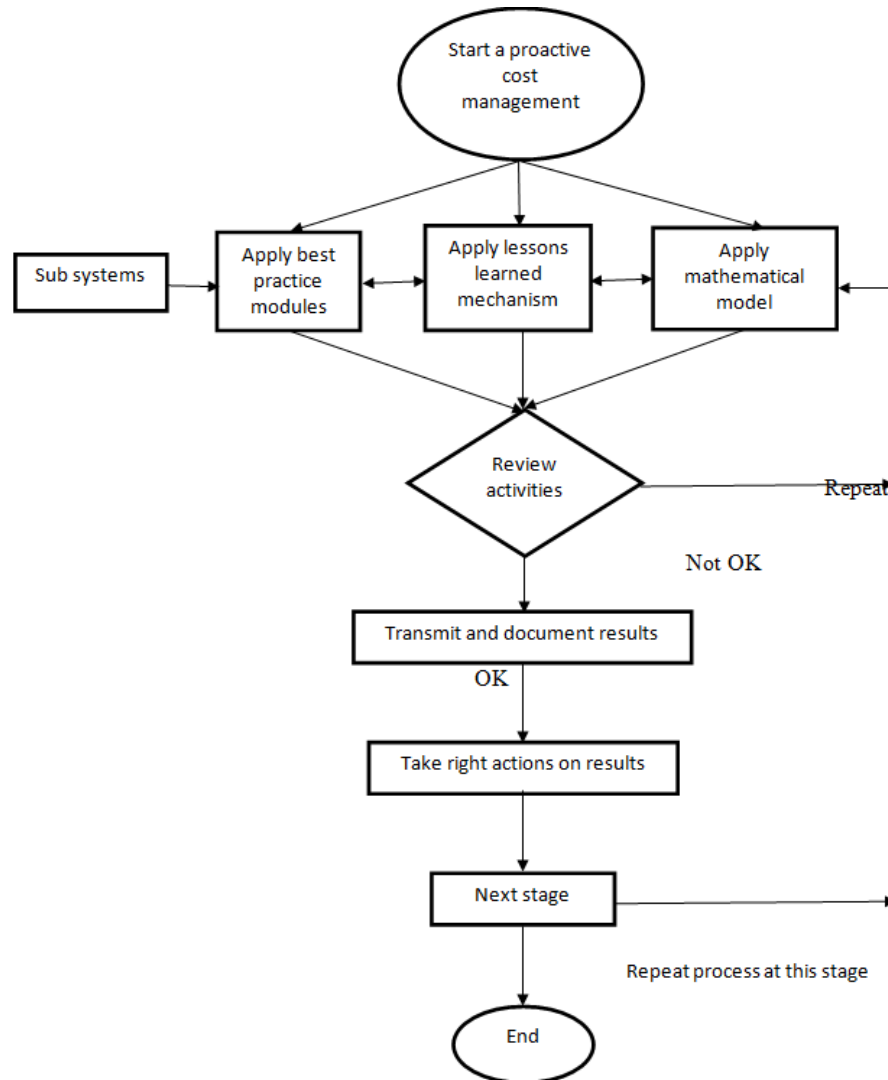 Start a proactive
cost
management
Sub systems
Apply best
practice
modules
Apply lessons
learned
mechanism
Apply
mathematical
model
Review
activities
Repeat
Not OK
Transmit and document results
OK
Take right actions on results
Next stage
Repeat process at this stage
End